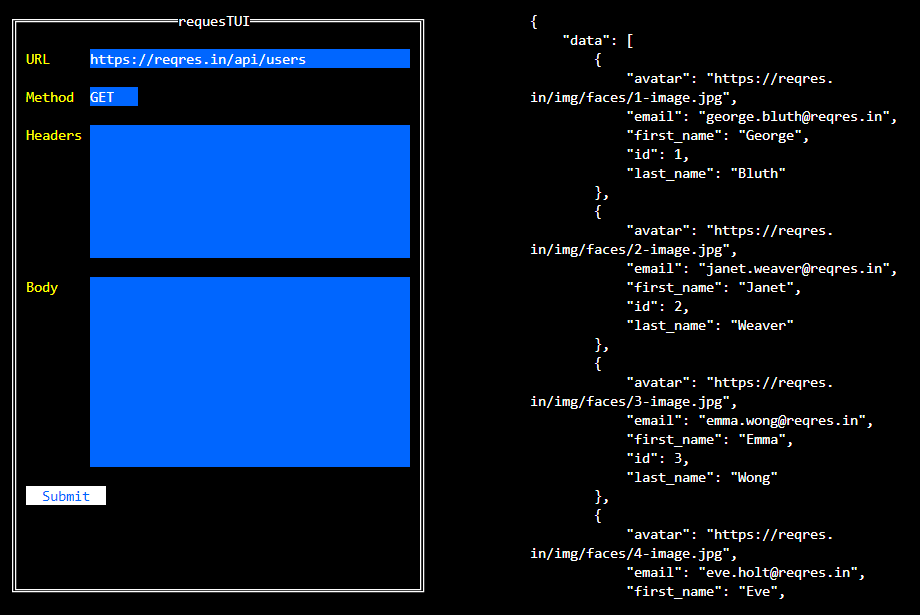 requesTUI
URL https://reqres.in/api/users
Method GET
Headers
Body
Submit
{
    "data": [
        {
            "avatar": "https://reqres.
in/img/faces/1-image.jpg",
            "email": "george.bluth@reqres.in",
            "first_name": "George",
            "id": 1,
            "last_name": "Bluth"
        },
        {
            "avatar": "https://reqres.
in/img/faces/2-image.jpg",
            "email": "janet.weaver@reqres.in",
            "first_name": "Janet",
            "id": 2,
            "last_name": "Weaver"
        },
        {
            "avatar": "https://reqres.
in/img/faces/3-image.jpg",
            "email": "emma.wong@reqres.in",
            "first_name": "Emma",
            "id": 3,
            "last_name": "Wong"
        },
        {
            "avatar": "https://reqres.
in/img/faces/4-image.jpg",
            "email": "eve.holt@reqres.in",
            "first_name": "Eve",